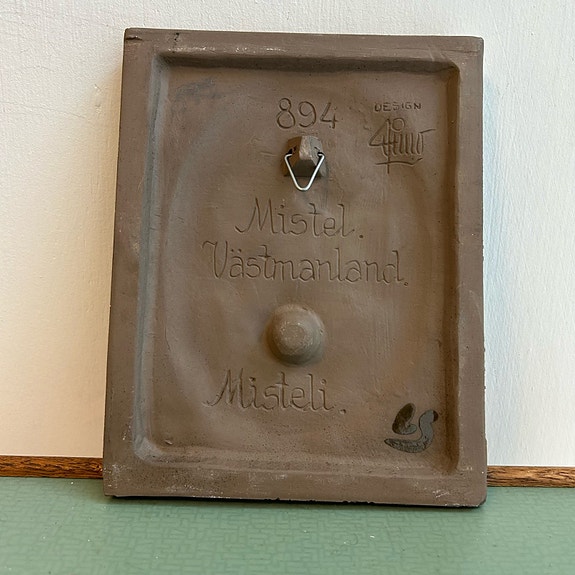 894
DESIGN
Mistel.
Västmanland.
Misteli.